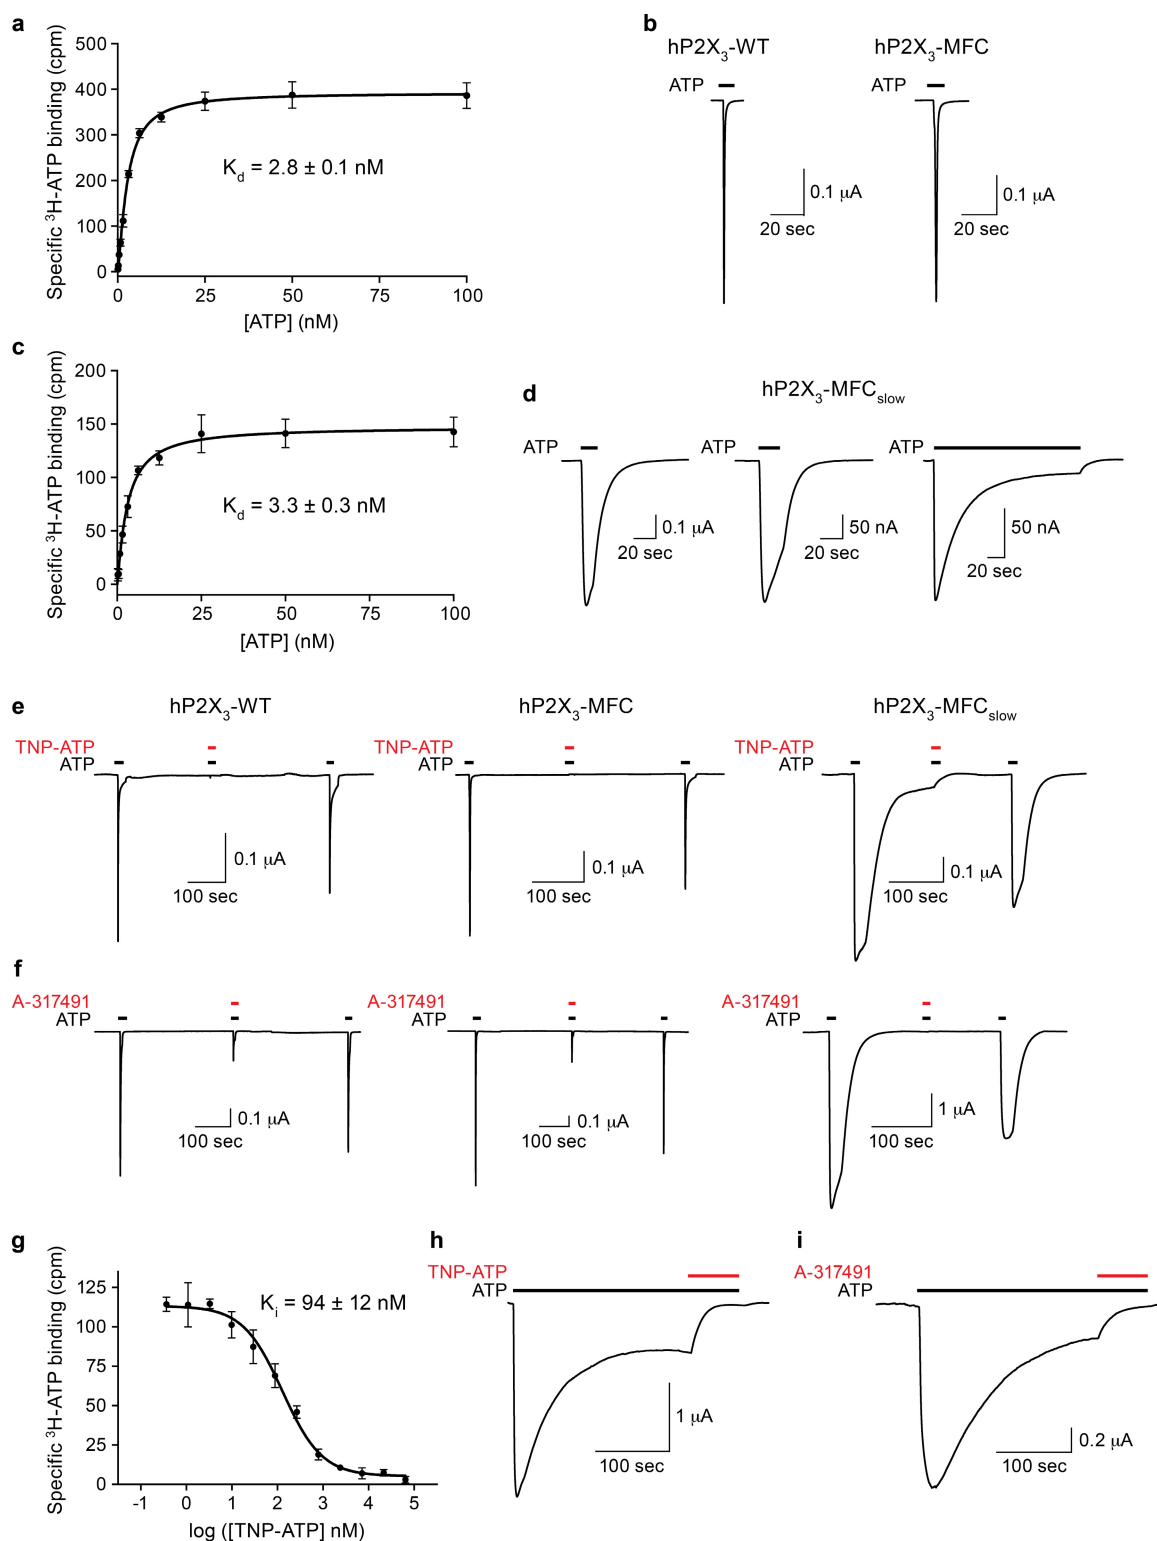 a
500
400
300
200
100
0
Specific ³H-ATP binding (cpm)
K_d = 2.8 ± 0.1 nM
0 25 50 75 100
[ATP] (nM)
b
hP2X₃-WT hP2X₃-MFC
ATP ATP
0.1 µA 0.1 µA
20 sec 20 sec
c
200
150
100
50
0
Specific ³H-ATP binding (cpm)
K_d = 3.3 ± 0.3 nM
0 25 50 75 100
[ATP] (nM)
d
hP2X₃-MFC_slow
ATP ATP ATP
0.1 µA 50 nA 50 nA
20 sec 20 sec 20 sec
e
hP2X₃-WT hP2X₃-MFC hP2X₃-MFC_slow
TNP-ATP TNP-ATP TNP-ATP
ATP ATP ATP
0.1 µA 0.1 µA 0.1 µA
100 sec 100 sec 100 sec
f
A-317491 A-317491 A-317491
ATP ATP ATP
0.1 µA 0.1 µA 1 µA
100 sec 100 sec 100 sec
g
125
100
75
50
25
0
Specific ³H-ATP binding (cpm)
K_i = 94 ± 12 nM
-1 0 1 2 3 4 5
log ([TNP-ATP] nM)
h
TNP-ATP
ATP
1 µA
100 sec
i
A-317491
ATP
0.2 µA
100 sec